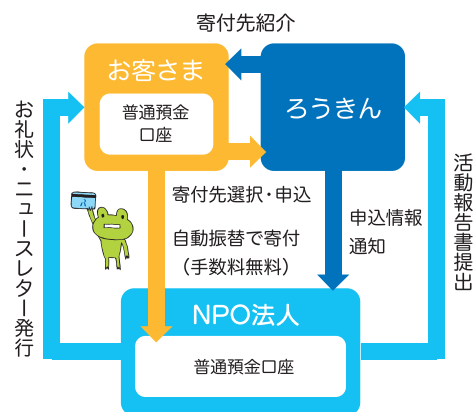 寄付先紹介
お客さま
普通預金
口座
ろうきん
お礼状・ニュースレター発行
寄付先選択・申込
自動振替で寄付
（手数料無料）
申込情報
通知
活動報告書提出
NPO法人
普通預金口座